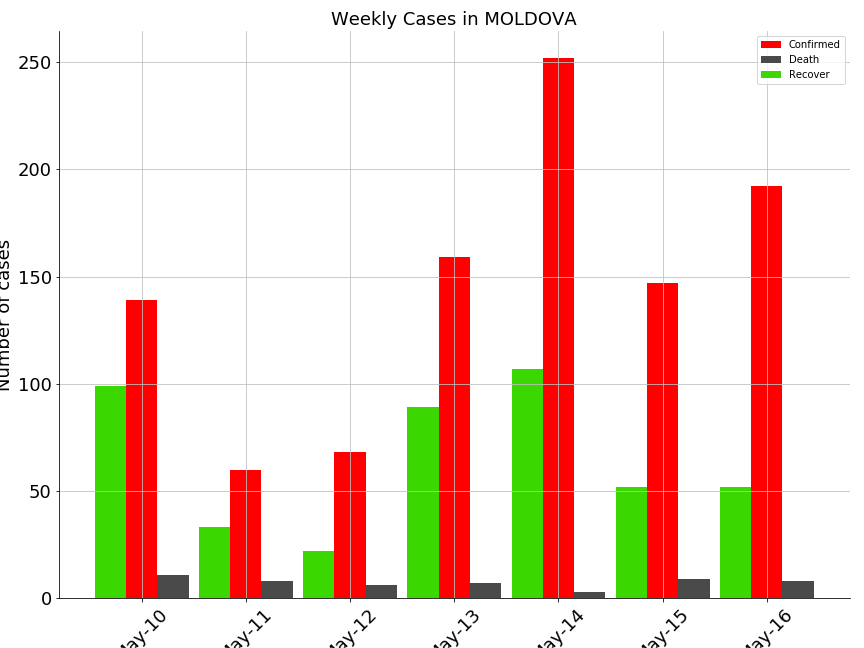 Weekly Cases in MOLDOVA
Confirmed
Death
Recover
250
200
150
100
50
0
Number of cases
May-10
May-11
May-12
May-13
May-14
May-15
May-16